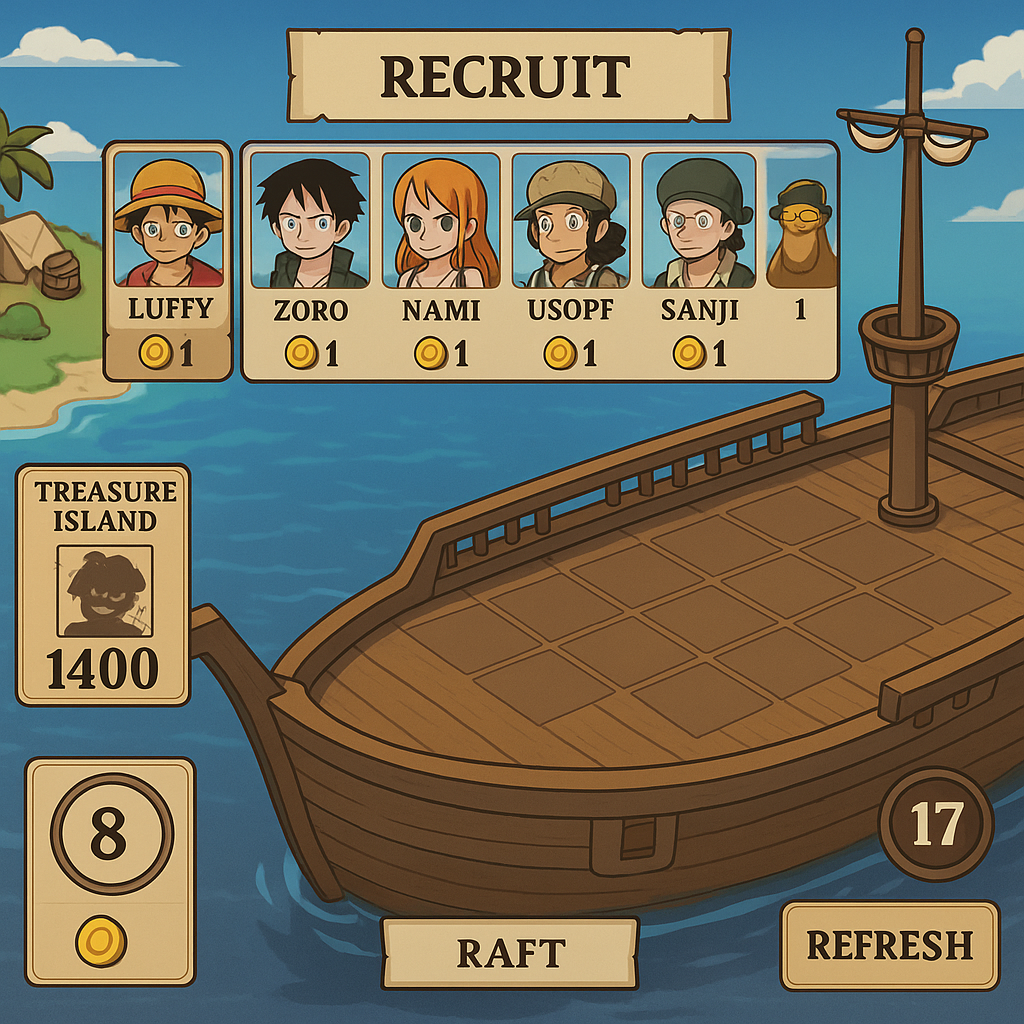 RECRUIT
LUFFY
ZORO
NAMI
USOPF
SANJI
1
1
1
1
1
1
TREASURE
ISLAND
1400
8
17
RAFT
REFRESH